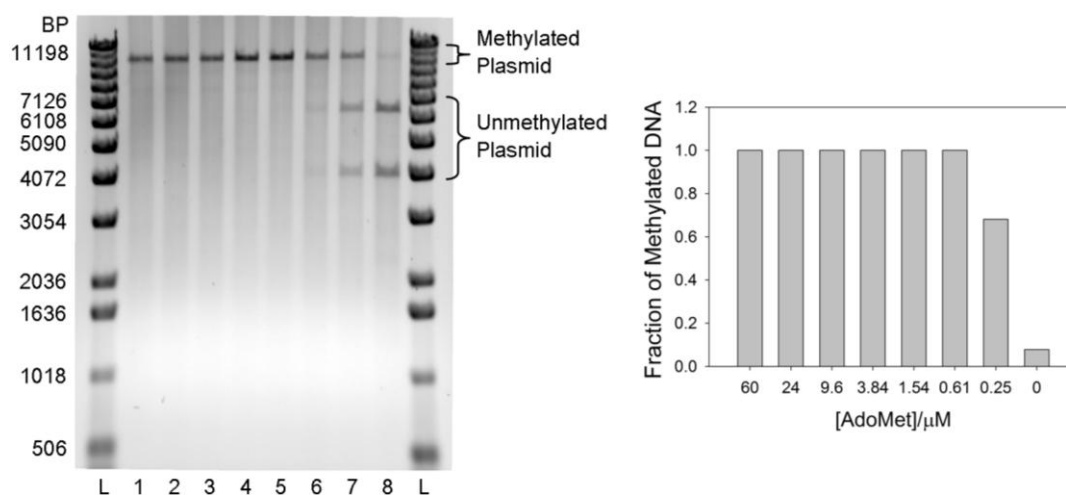 BP
11198
7126
6108
5090
4072
3054
2036
1636
1018
506
L 1 2 3 4 5 6 7 8 L
Methylated
Plasmid
Unmethylated
Plasmid
Fraction of Methylated DNA
1.2
1.0
0.8
0.6
0.4
0.2
0.0
60 24 9.6 3.84 1.54 0.61 0.25 0
[AdoMet]/μM